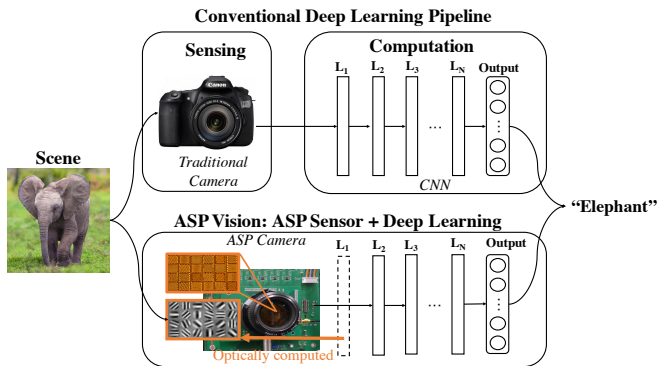 Conventional Deep Learning Pipeline
Sensing
Computation
L1 L2 L3 LN Output
Canon
...
Traditional
Camera
CNN
Scene
"Elephant"
ASP Vision: ASP Sensor + Deep Learning
ASP Camera
L1 L2 L3 LN Output
...
Optically computed